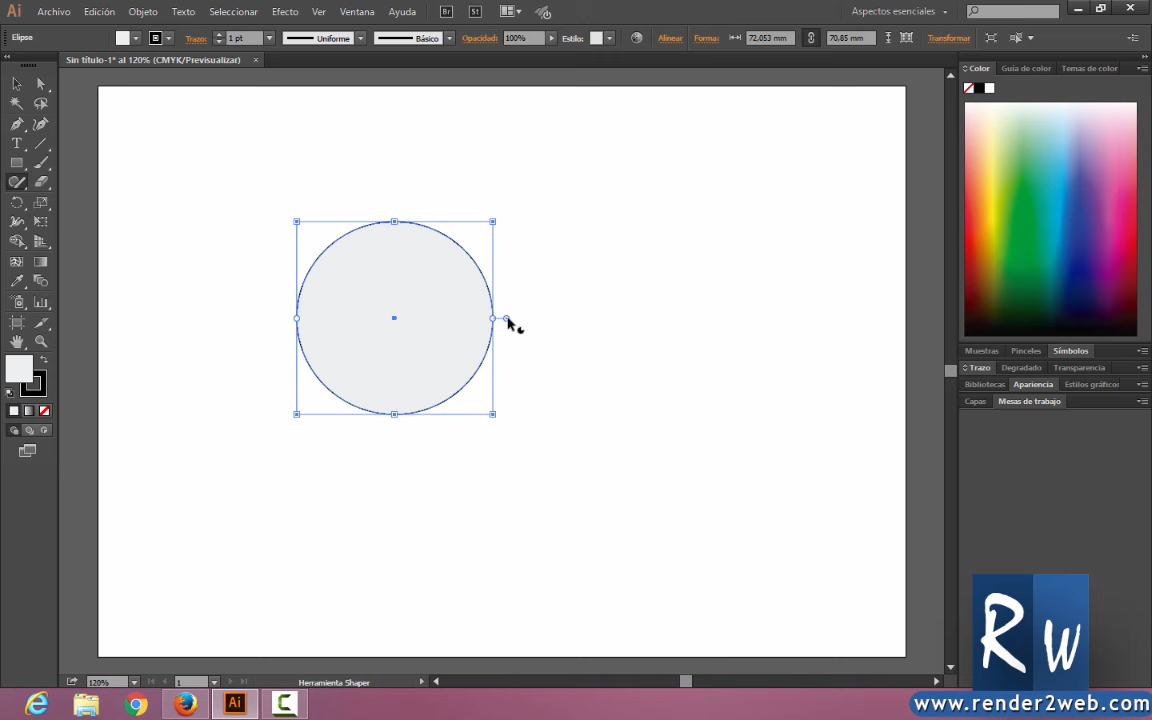 Ai Archivo Edición Objeto Texto Seleccionar Efecto Ver Ventana Ayuda Br St Aspectos esenciales
Elipse Trazo: 1 pt Uniforme Básico Opacidad: 100% Estilo: Alinear Forma: 72,053 mm 70,85 mm Transformar
Sin título-1* al 120% (CMYK/Previsualizar)
Color Guía de color Temas de color
Muestras Pinceles Símbolos
Trazo Degradado Transparencia
Bibliotecas Apariencia Estilos gráficos
Capas Mesas de trabajo
RW
120% 1 Herramienta Shaper
Ai C
www.render2web.com